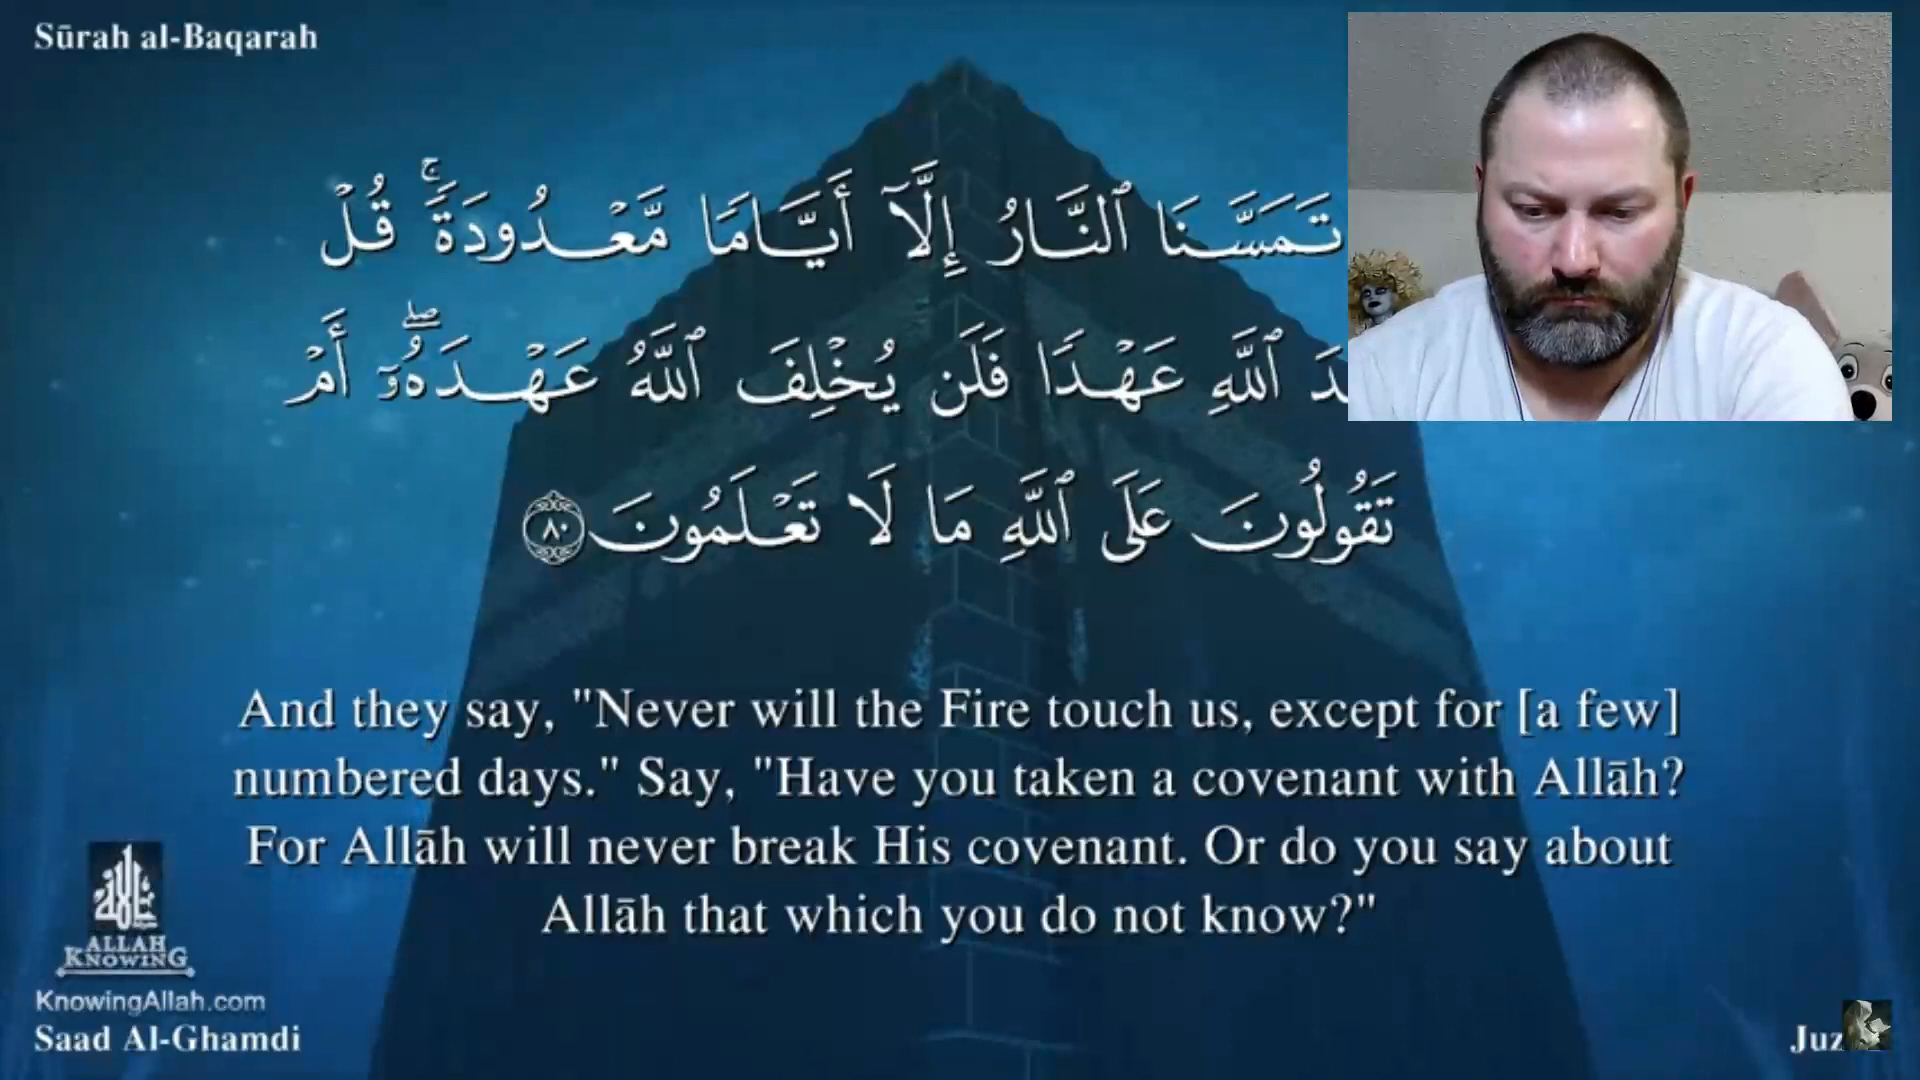 Sūrah al-Baqarah
تَمَسَّنَا ٱلنَّارُ إِلَّآ أَيَّامًا مَّعْدُودَةً ۚ قُلْ
ٱللَّهِ عَهْدًا فَلَن يُخْلِفَ ٱللَّهُ عَهْدَهُۥٓ ۖ أَمْ
تَقُولُونَ عَلَى ٱللَّهِ مَا لَا تَعْلَمُونَ ٨٠
And they say, "Never will the Fire touch us, except for [a few]
numbered days." Say, "Have you taken a covenant with Allāh?
For Allāh will never break His covenant. Or do you say about
Allāh that which you do not know?"
ALLAH
KNOWING
KnowingAllah.com
Saad Al-Ghamdi
Juz